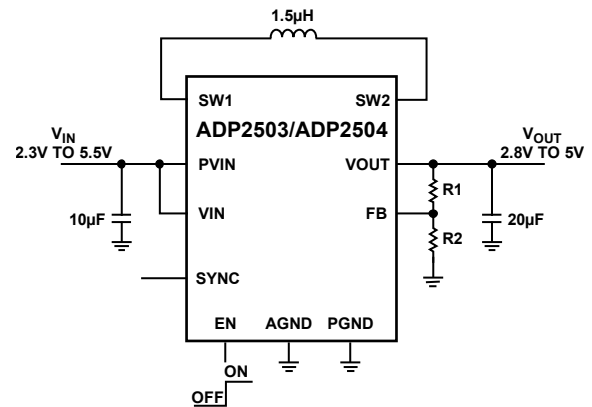 1.5µH
SW1
SW2
ADP2503/ADP2504
VIN
2.3V TO 5.5V
VOUT
2.8V TO 5V
PVIN
VOUT
R1
10µF
VIN
FB
20µF
R2
SYNC
EN
AGND
PGND
ON
OFF